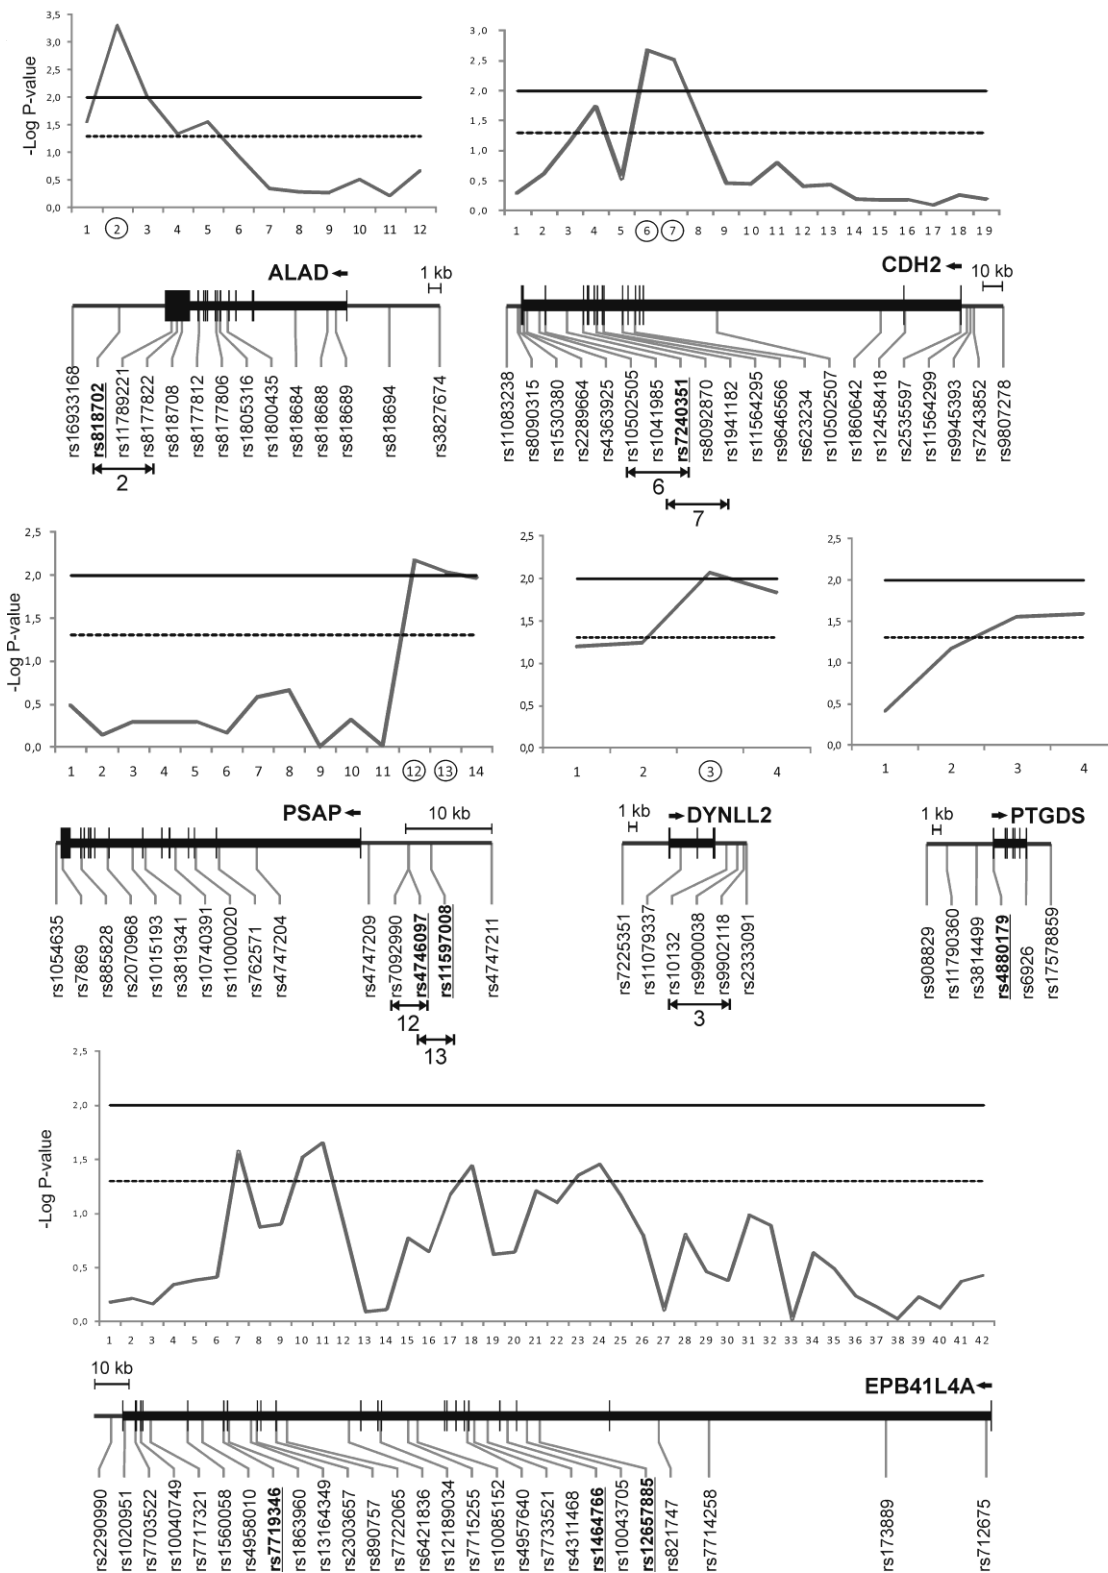 3,5
3,0
2,5
2,0
1,5
1,0
0,5
0,0
-Log P-value
1 2 3 4 5 6 7 8 9 10 11 12
3,0
2,5
2,0
1,5
1,0
0,5
0,0
1 2 3 4 5 6 7 8 9 10 11 12 13 14 15 16 17 18 19
ALAD
1 kb
rs16933168
rs818702
rs11789221
rs8177822
rs818708
rs8177812
rs8177806
rs1805316
rs1800435
rs818684
rs818688
rs818689
rs818694
rs3827674
2
CDH2
10 kb
rs11083238
rs8090315
rs1530380
rs2289664
rs4363925
rs10502505
rs1041985
rs7240351
rs8092870
rs1941182
rs11564295
rs9646566
rs623234
rs10502507
rs1860642
rs12458418
rs2535597
rs11564299
rs9945393
rs7243852
rs9807278
6
7
2,5
2,0
1,5
1,0
0,5
0,0
-Log P-value
1 2 3 4 5 6 7 8 9 10 11 12 13 14
2,5
2,0
1,5
1,0
0,5
0,0
1 2 3 4
2,5
2,0
1,5
1,0
0,5
0,0
1 2 3 4
PSAP
10 kb
rs1054635
rs7869
rs885828
rs2070968
rs1015193
rs3819341
rs10740391
rs11000020
rs762571
rs4747204
rs4747209
rs7092990
rs4746097
rs11597008
rs4747211
12
13
1 kb
DYNLL2
rs7225351
rs11079337
rs10132
rs9900038
rs9902118
rs2333091
3
1 kb
PTGDS
rs908829
rs11790360
rs3814499
rs4880179
rs6926
rs17578859
2,5
2,0
1,5
1,0
0,5
0,0
-Log P-value
1 2 3 4 5 6 7 8 9 10 11 12 13 14 15 16 17 18 19 20 21 22 23 24 25 26 27 28 29 30 31 32 33 34 35 36 37 38 39 40 41 42
10 kb
EPB41L4A
rs2290990
rs1020951
rs7703522
rs10040749
rs7717321
rs1560058
rs4958010
rs7719346
rs1863960
rs13164349
rs2303657
rs890757
rs7722065
rs6421836
rs12189034
rs7715255
rs10085152
rs4957640
rs7733521
rs4311468
rs1464766
rs10043705
rs12657885
rs821747
rs7714258
rs173889
rs712675